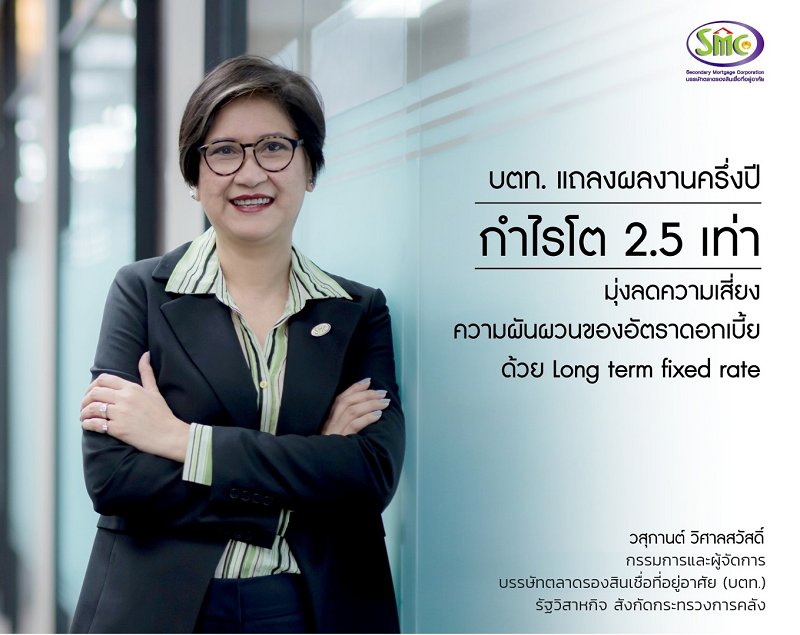 SMC
Secondary Mortgage Corporation
บรรษัทตลาดรองสินเชื่อที่อยู่อาศัย
บตท. แถลงผลงานครึ่งปี
กำไรโต 2.5 เท่า
มุ่งลดความเสี่ยง
ความผันผวนของอัตราดอกเบี้ย
ด้วย Long term fixed rate
วสุกานต์ วิศาลสวัสดิ์
กรรมการและผู้จัดการ
บรรษัทตลาดรองสินเชื่อที่อยู่อาศัย (บตท.)
รัฐวิสาหกิจ สังกัดกระทรวงการคลัง